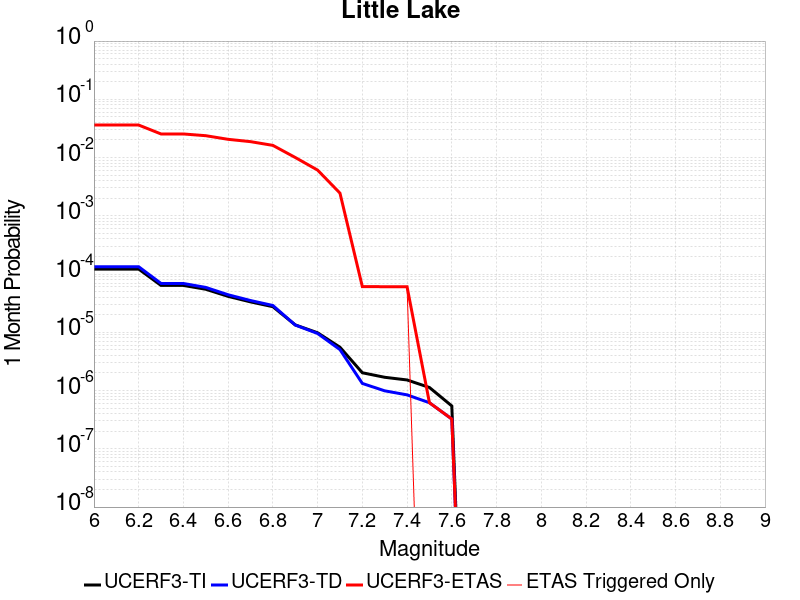 Little Lake
10^0
10^-1
10^-2
10^-3
10^-4
10^-5
10^-6
10^-7
10^-8
1 Month Probability
6 6.2 6.4 6.6 6.8 7 7.2 7.4 7.6 7.8 8 8.2 8.4 8.6 8.8 9
Magnitude
UCERF3-TI UCERF3-TD UCERF3-ETAS ETAS Triggered Only